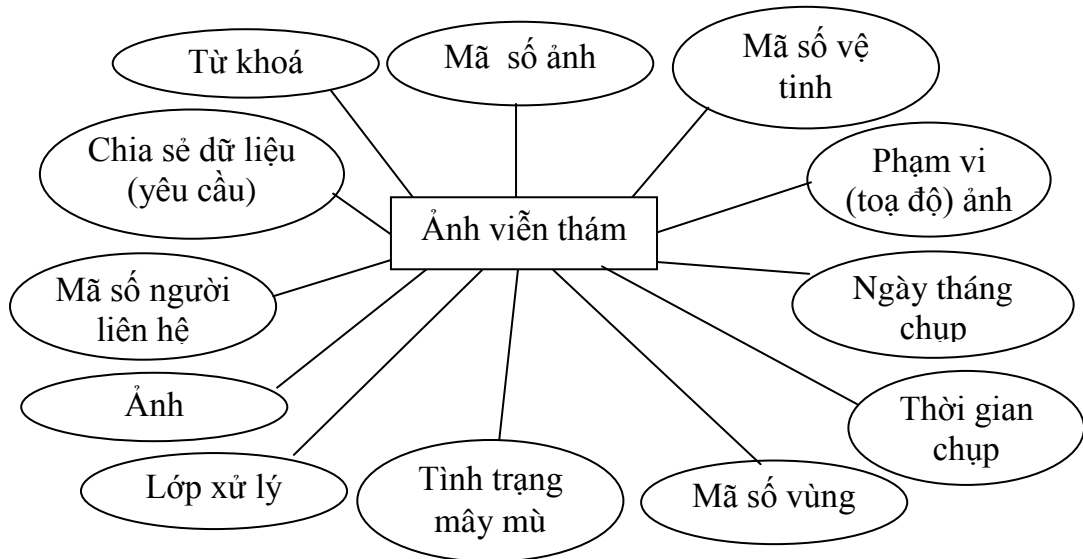 Từ khoá
Mã số ảnh
Mã số vệ
tinh
Chia sẻ dữ liệu
(yêu cầu)
Phạm vi
(toạ độ) ảnh
Ảnh viễn thám
Mã số người
liên hệ
Ngày tháng
chụp
Ảnh
Thời gian
chụp
Lớp xử lý
Tình trạng
mây mù
Mã số vùng